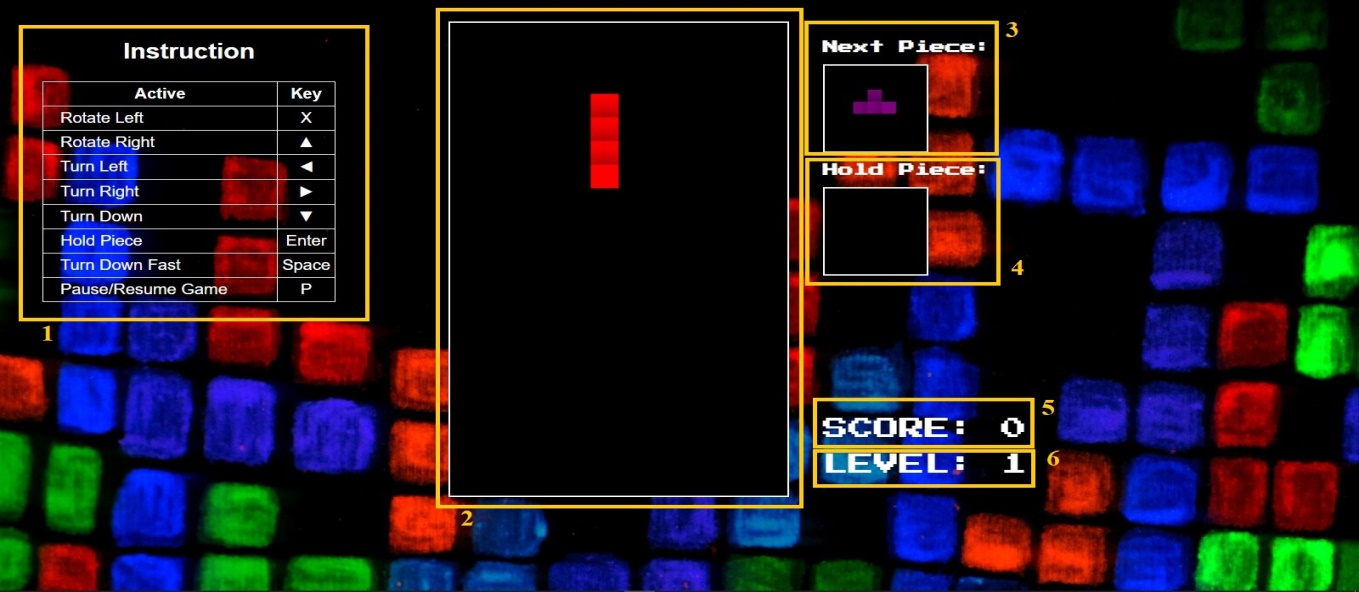 Instruction
Active Key
Rotate Left X
Rotate Right ▲
Turn Left ◄
Turn Right ►
Turn Down ▼
Hold Piece Enter
Turn Down Fast Space
Pause/Resume Game P
1
2
Next Piece:
3
Hold Piece:
4
SCORE: 0
5
LEVEL: 1
6